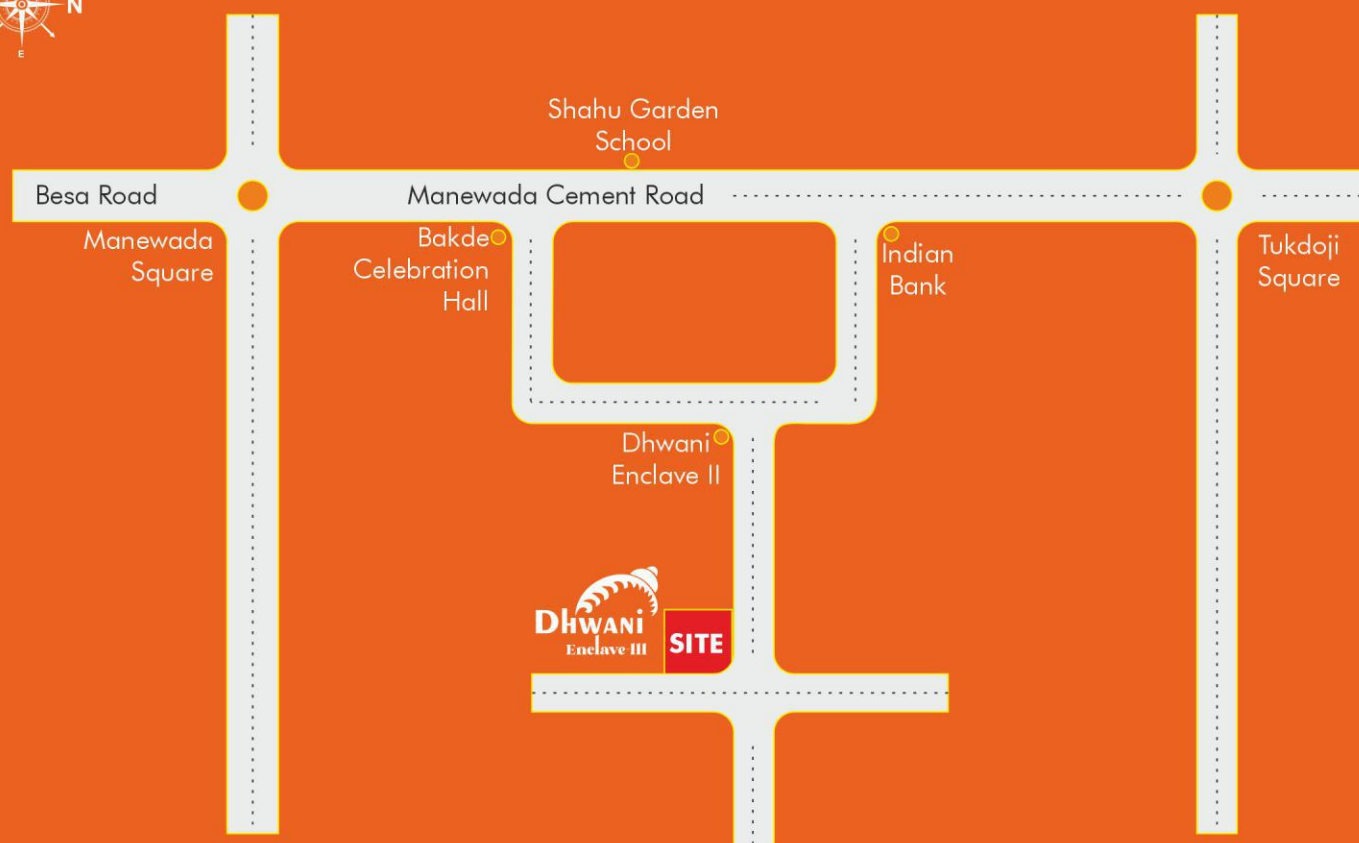 N
E
Shahu Garden
School
Besa Road
Manewada Cement Road
Manewada
Square
Bakde
Celebration
Hall
Indian
Bank
Tukdoji
Square
Dhwani
Enclave II
DHWANI
Enclave-III
SITE